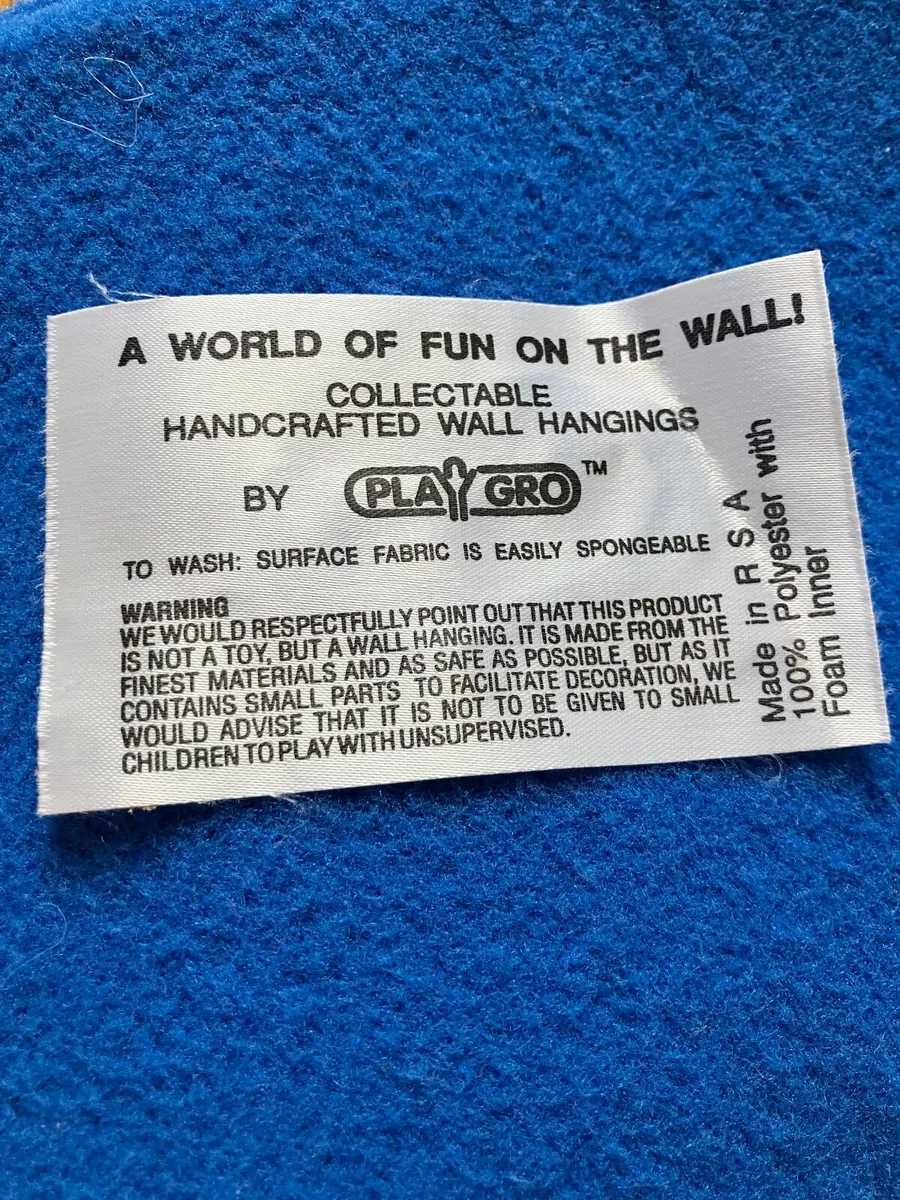 A WORLD OF FUN ON THE WALL!
COLLECTABLE
HANDCRAFTED WALL HANGINGS
BY PLAYGRO™
TO WASH: SURFACE FABRIC IS EASILY SPONGEABLE
WARNING
WE WOULD RESPECTFULLY POINT OUT THAT THIS PRODUCT
IS NOT A TOY, BUT A WALL HANGING. IT IS MADE FROM THE
FINEST MATERIALS AND AS SAFE AS POSSIBLE, BUT AS IT
CONTAINS SMALL PARTS TO FACILITATE DECORATION, WE
WOULD ADVISE THAT IT IS NOT TO BE GIVEN TO SMALL
CHILDREN TO PLAY WITH UNSUPERVISED.
Made in R S A
100% Polyester with
Foam Inner